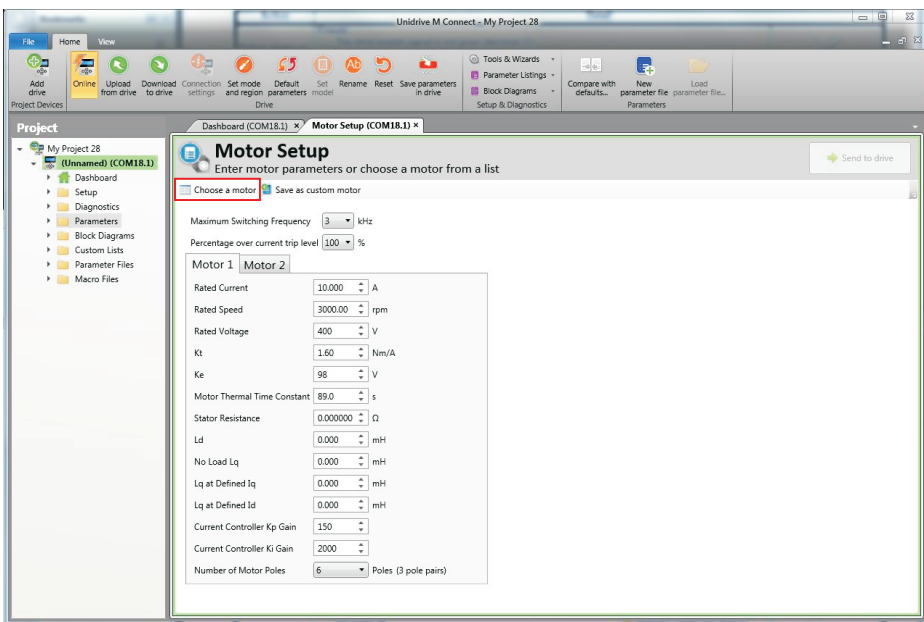 Unidrive M Connect - My Project 28
File Home View
Add drive
Online
Upload from drive
Download to drive
Connection settings
Set mode and region
Default parameters
Set model
Rename
Reset
Save parameters in drive
Tools & Wizards
Parameter Listings
Block Diagrams
Compare with defaults...
New parameter file
Load parameter file...
Project Devices
Drive
Setup & Diagnostics
Parameters
Project
My Project 28
(Unnamed) (COM18.1)
Dashboard
Setup
Diagnostics
Parameters
Block Diagrams
Custom Lists
Parameter Files
Macro Files
Dashboard (COM18.1) × Motor Setup (COM18.1) ×
Motor Setup
Enter motor parameters or choose a motor from a list
Send to drive
Choose a motor Save as custom motor
Maximum Switching Frequency 3 kHz
Percentage over current trip level 100 %
Motor 1 Motor 2
Rated Current 10.000 A
Rated Speed 3000.00 rpm
Rated Voltage 400 V
Kt 1.60 Nm/A
Ke 98 V
Motor Thermal Time Constant 89.0 s
Stator Resistance 0.000000 Ω
Ld 0.000 mH
No Load Lq 0.000 mH
Lq at Defined Iq 0.000 mH
Lq at Defined Id 0.000 mH
Current Controller Kp Gain 150
Current Controller Ki Gain 2000
Number of Motor Poles 6 Poles (3 pole pairs)